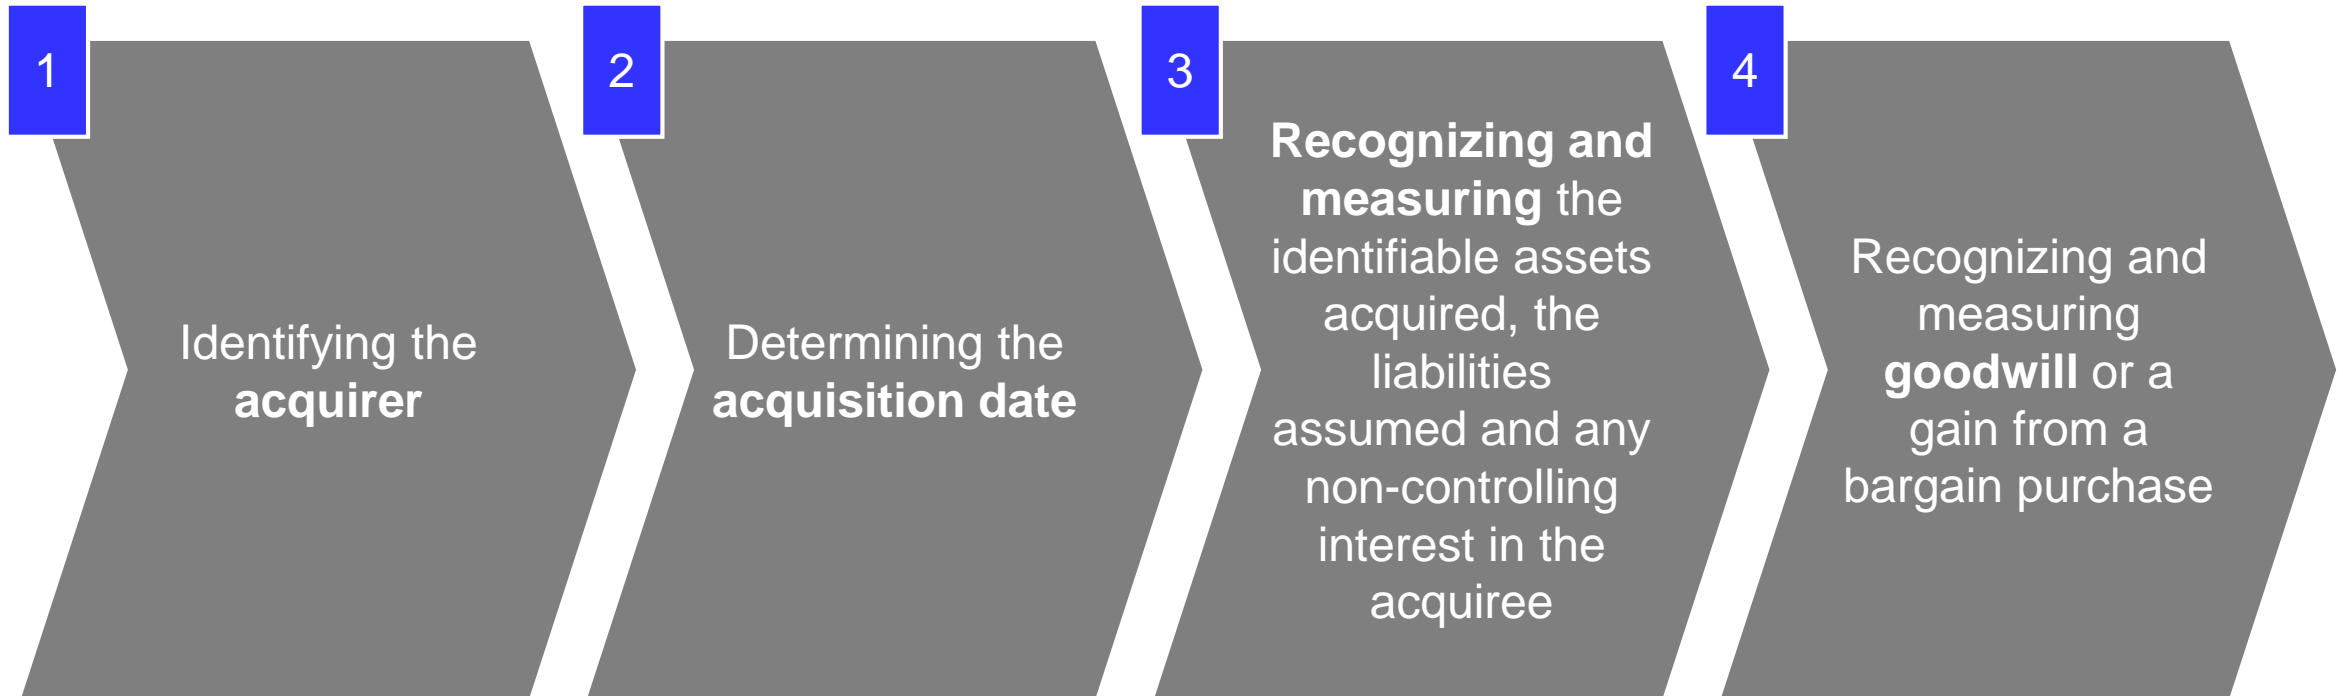 1
Identifying the
acquirer
2
Determining the
acquisition date
3
Recognizing and
measuring the
identifiable assets
acquired, the
liabilities
assumed and any
non-controlling
interest in the
acquiree
4
Recognizing and
measuring
goodwill or a
gain from a
bargain purchase